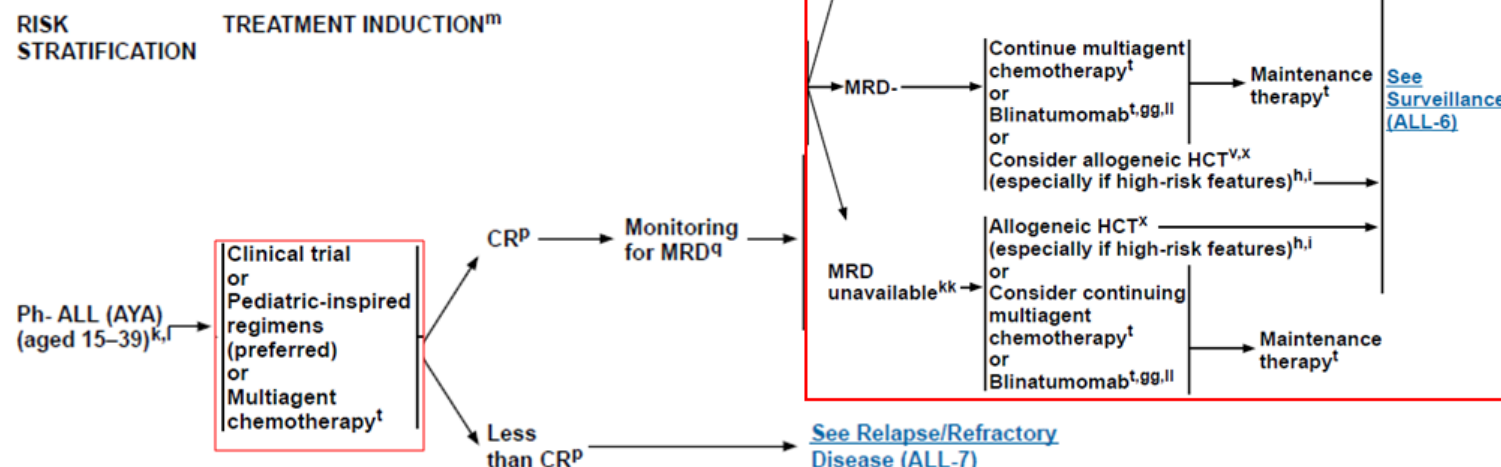 RISK
STRATIFICATION
TREATMENT INDUCTIONᵐ
Ph- ALL (AYA)
(aged 15–39)ᵏ,ˡ
Clinical trial
or
Pediatric-inspired
regimens
(preferred)
or
Multiagent
chemotherapyᵗ
CRᵖ
Monitoring
for MRD^q
Less
than CRᵖ
See Relapse/Refractory
Disease (ALL-7)
MRD-
Continue multiagent
chemotherapyᵗ
or
Blinatumomabᵗ,ᵍᵍ,ˡˡ
or
Consider allogeneic HCTᵛ,ˣ
(especially if high-risk features)ʰ,ⁱ
Maintenance
therapyᵗ
See
Surveillance
(ALL-6)
MRD
unavailableᵏᵏ
Allogeneic HCTˣ
(especially if high-risk features)ʰ,ⁱ
or
Consider continuing
multiagent
chemotherapyᵗ
or
Blinatumomabᵗ,ᵍᵍ,ˡˡ
Maintenance
therapyᵗ